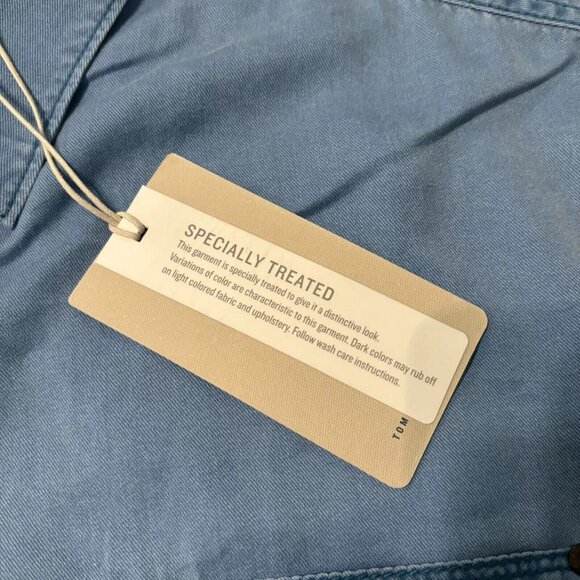 SPECIALLY TREATED
This garment is specially treated to give it a distinctive look.
Variations of color are characteristic to this garment. Dark colors may rub off
on light colored fabric and upholstery. Follow wash care instructions.
TOM